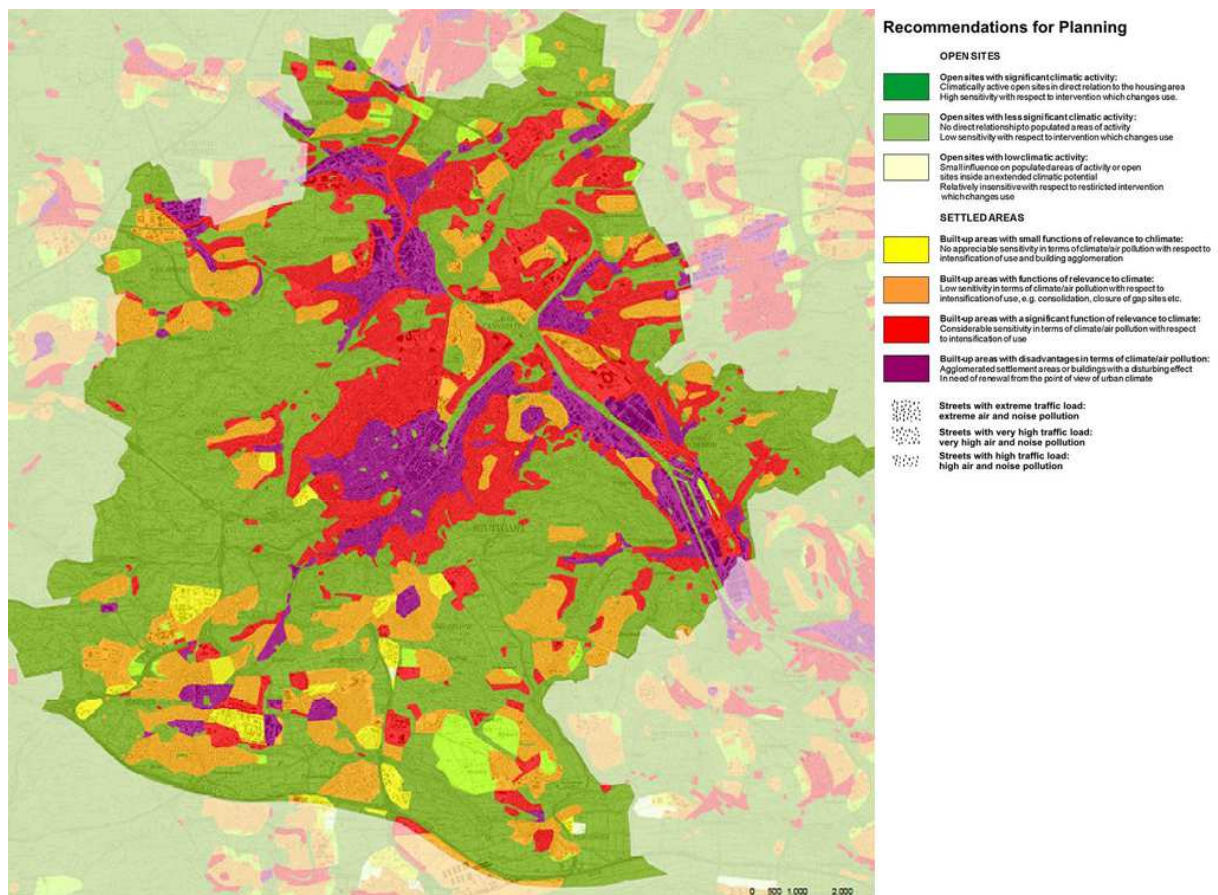 Recommendations for Planning
OPEN SITES
Open sites with significant climatic activity:
Climatically active open sites in direct relation to the housing area
High sensitivity with respect to intervention which changes use.
Open sites with less significant climatic activity:
No direct relationship to populated areas of activity
Low sensitivity with respect to intervention which changes use
Open sites with low climatic activity:
Small influence on populated areas of activity or open
sites inside an extended climatic potential
Relatively insensitive with respect to restricted intervention
which changes use
SETTLED AREAS
Built-up areas with small functions of relevance to chlimate:
No appreciable sensitivity in terms of climate/air pollution with respect to
intensification of use and building agglomeration
Built-up areas with functions of relevance to climate:
Low senitivity in terms of climate/air pollution with respect to
intensification of use, e.g. consolidation, closure of gap sites etc.
Built-up areas with a significant function of relevance to climate:
Considerable sensitivity in terms of climate/air pollution with respect
to intensification of use
Built-up areas with disadvantages in terms of climate/air pollution:
Agglomerated settlement areas or buildings with a disturbing effect
In need of renewal from the point of view of urban climate
Streets with extreme traffic load:
extreme air and noise pollution
Streets with very high traffic load:
very high air and noise pollution
Streets with high traffic load:
high air and noise pollution
0 500 1.000 2.000